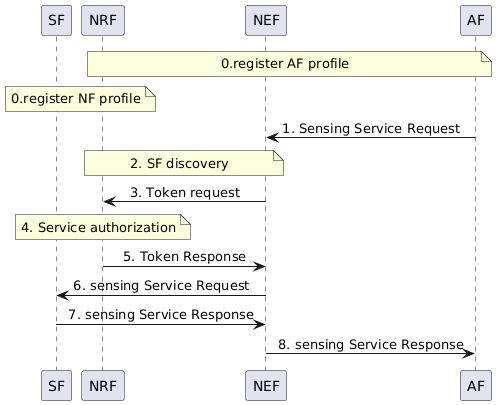 SF NRF NEF AF
0.register AF profile
0.register NF profile
1. Sensing Service Request
2. SF discovery
3. Token request
4. Service authorization
5. Token Response
6. sensing Service Request
7. sensing Service Response
8. sensing Service Response
SF NRF NEF AF